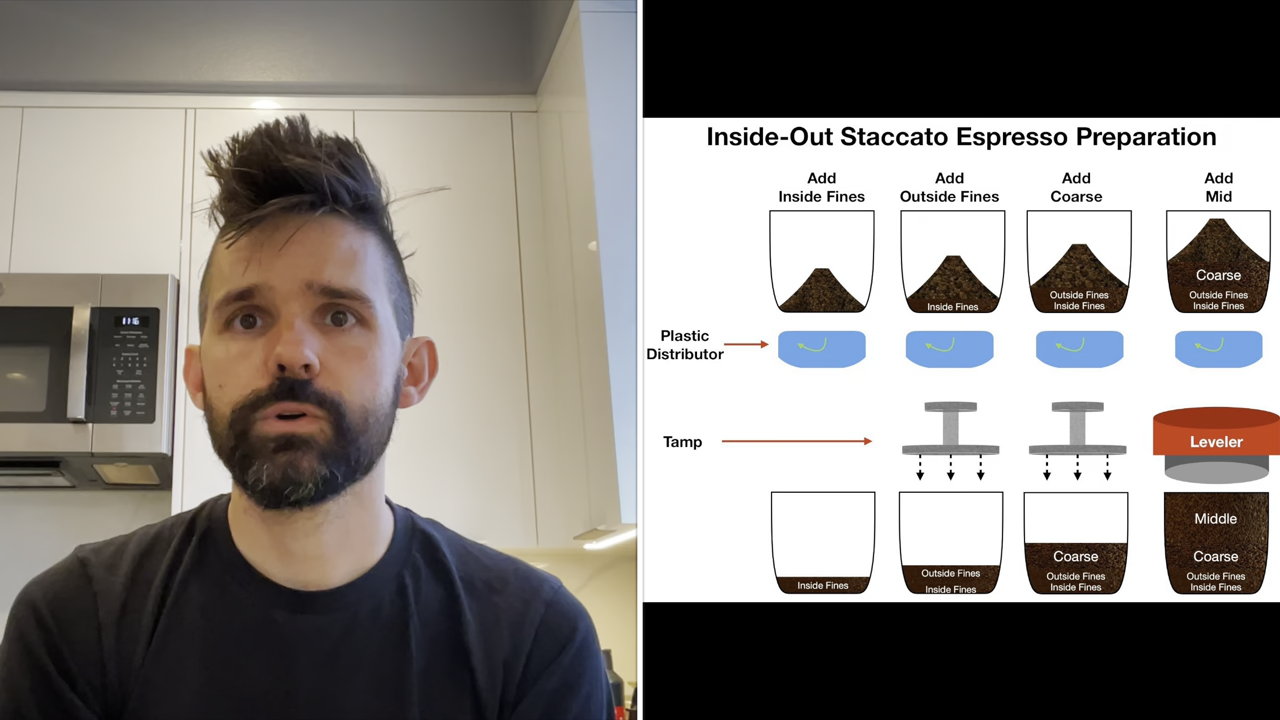 Inside-Out Staccato Espresso Preparation
Add
Inside Fines
Add
Outside Fines
Add
Coarse
Add
Mid
Inside Fines
Outside Fines
Inside Fines
Coarse
Outside Fines
Inside Fines
Plastic
Distributor
Tamp
Leveler
Inside Fines
Outside Fines
Inside Fines
Coarse
Outside Fines
Inside Fines
Middle
Coarse
Outside Fines
Inside Fines